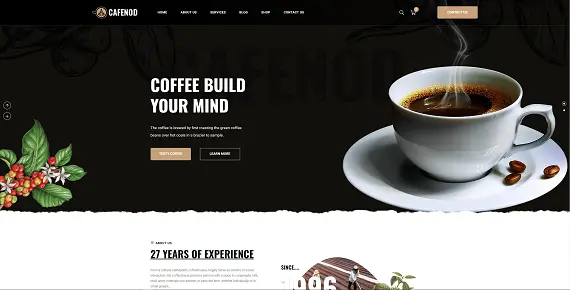 CAFENOD
HOME ABOUT US SERVICES BLOG SHOP CONTACT US
CONTACT US
CAFENOD
COFFEE BUILD
YOUR MIND
The coffee is brewed by first roasting the green coffee
beans over hot coals in a brazier to sample.
TASTY COFFEE LEARN MORE
ABOUT US
27 YEARS OF EXPERIENCE
SINCE...